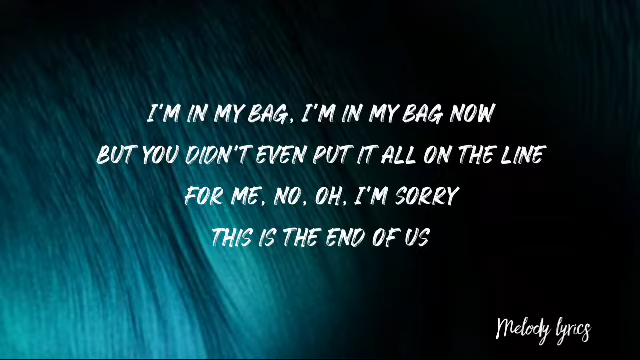 I'M IN MY BAG, I'M IN MY BAG NOW
BUT YOU DIDN'T EVEN PUT IT ALL ON THE LINE
FOR ME, NO, OH, I'M SORRY
THIS IS THE END OF US
Melody lyrics